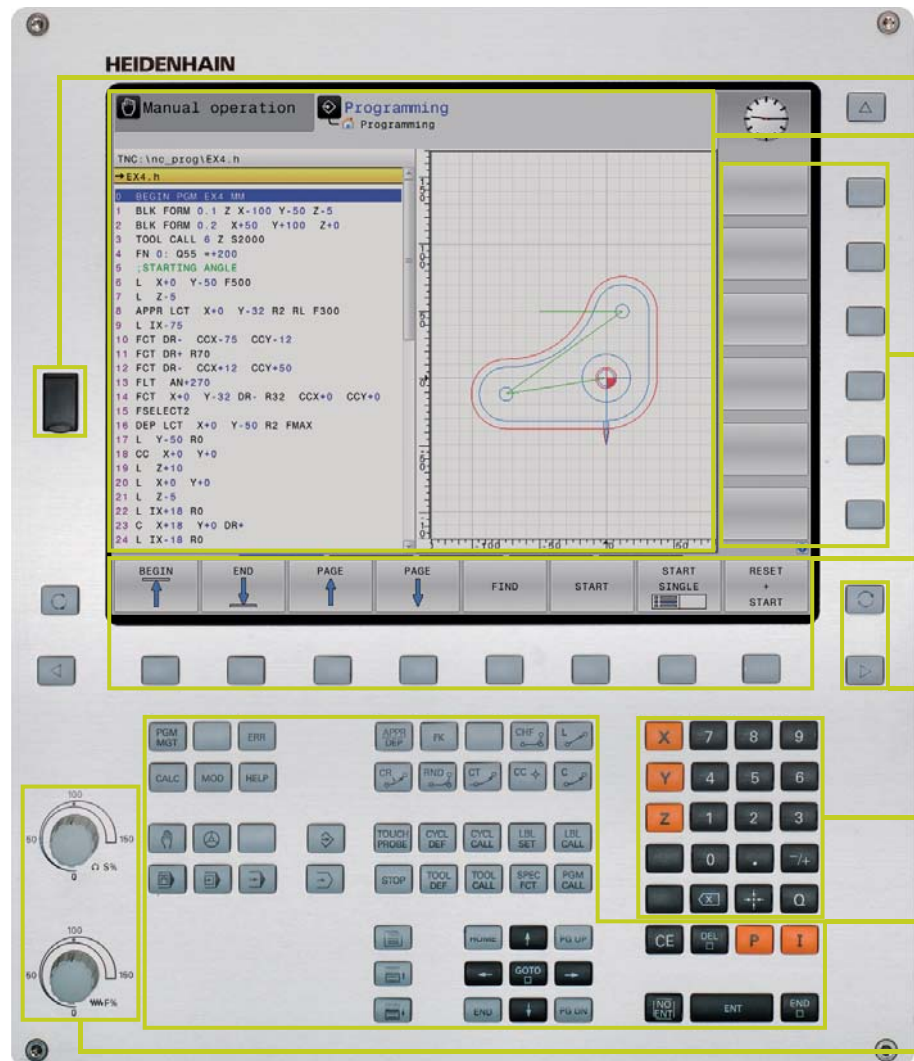 HEIDENHAIN
Manual operation
Programming
Programming
TNC:\nc_prog\EX4.h
→EX4.h
0 BEGIN PGM EX4 MM
1 BLK FORM 0.1 Z X-100 Y-50 Z-5
2 BLK FORM 0.2 X+50 Y+100 Z+0
3 TOOL CALL 6 Z S2000
4 FN 0: Q55 =+200
5 ;STARTING ANGLE
6 L X+0 Y-50 F500
7 L Z-5
8 APPR LCT X+0 Y-32 R2 RL F300
9 L IX-75
10 FCT DR- CCX-75 CCY-12
11 FCT DR+ R70
12 FCT DR- CCX+12 CCY+50
13 FLT AN+270
14 FCT X+0 Y-32 DR- R32 CCX+0 CCY+0
15 FSELECT2
16 DEP LCT X+0 Y-50 R2 FMAX
17 L Y-50 R0
18 CC X+0 Y+0
19 L Z+10
20 L X+0 Y+0
21 L Z-5
22 L IX+18 R0
23 C X+18 Y+0 DR+
24 L IX-18 R0
150
100
50
0
-50
-100
-100 -50 0 50
BEGIN END PAGE PAGE FIND START START SINGLE RESET + START
PGM MGT ERR APPR DEP FK CHF L X 7 8 9
CALC MOD HELP CR RND CT CC C Y 4 5 6
Z 1 2 3
TOUCH PROBE CYCL DEF CYCL CALL LBL SET LBL CALL 0 . -/+
STOP TOOL DEF TOOL CALL SPEC FCT PGM CALL X Q
HOME PG UP CE DEL P I
GOTO
END PG DN NO ENT ENT END
100
50 150
0
S%
100
50 150
0
F%